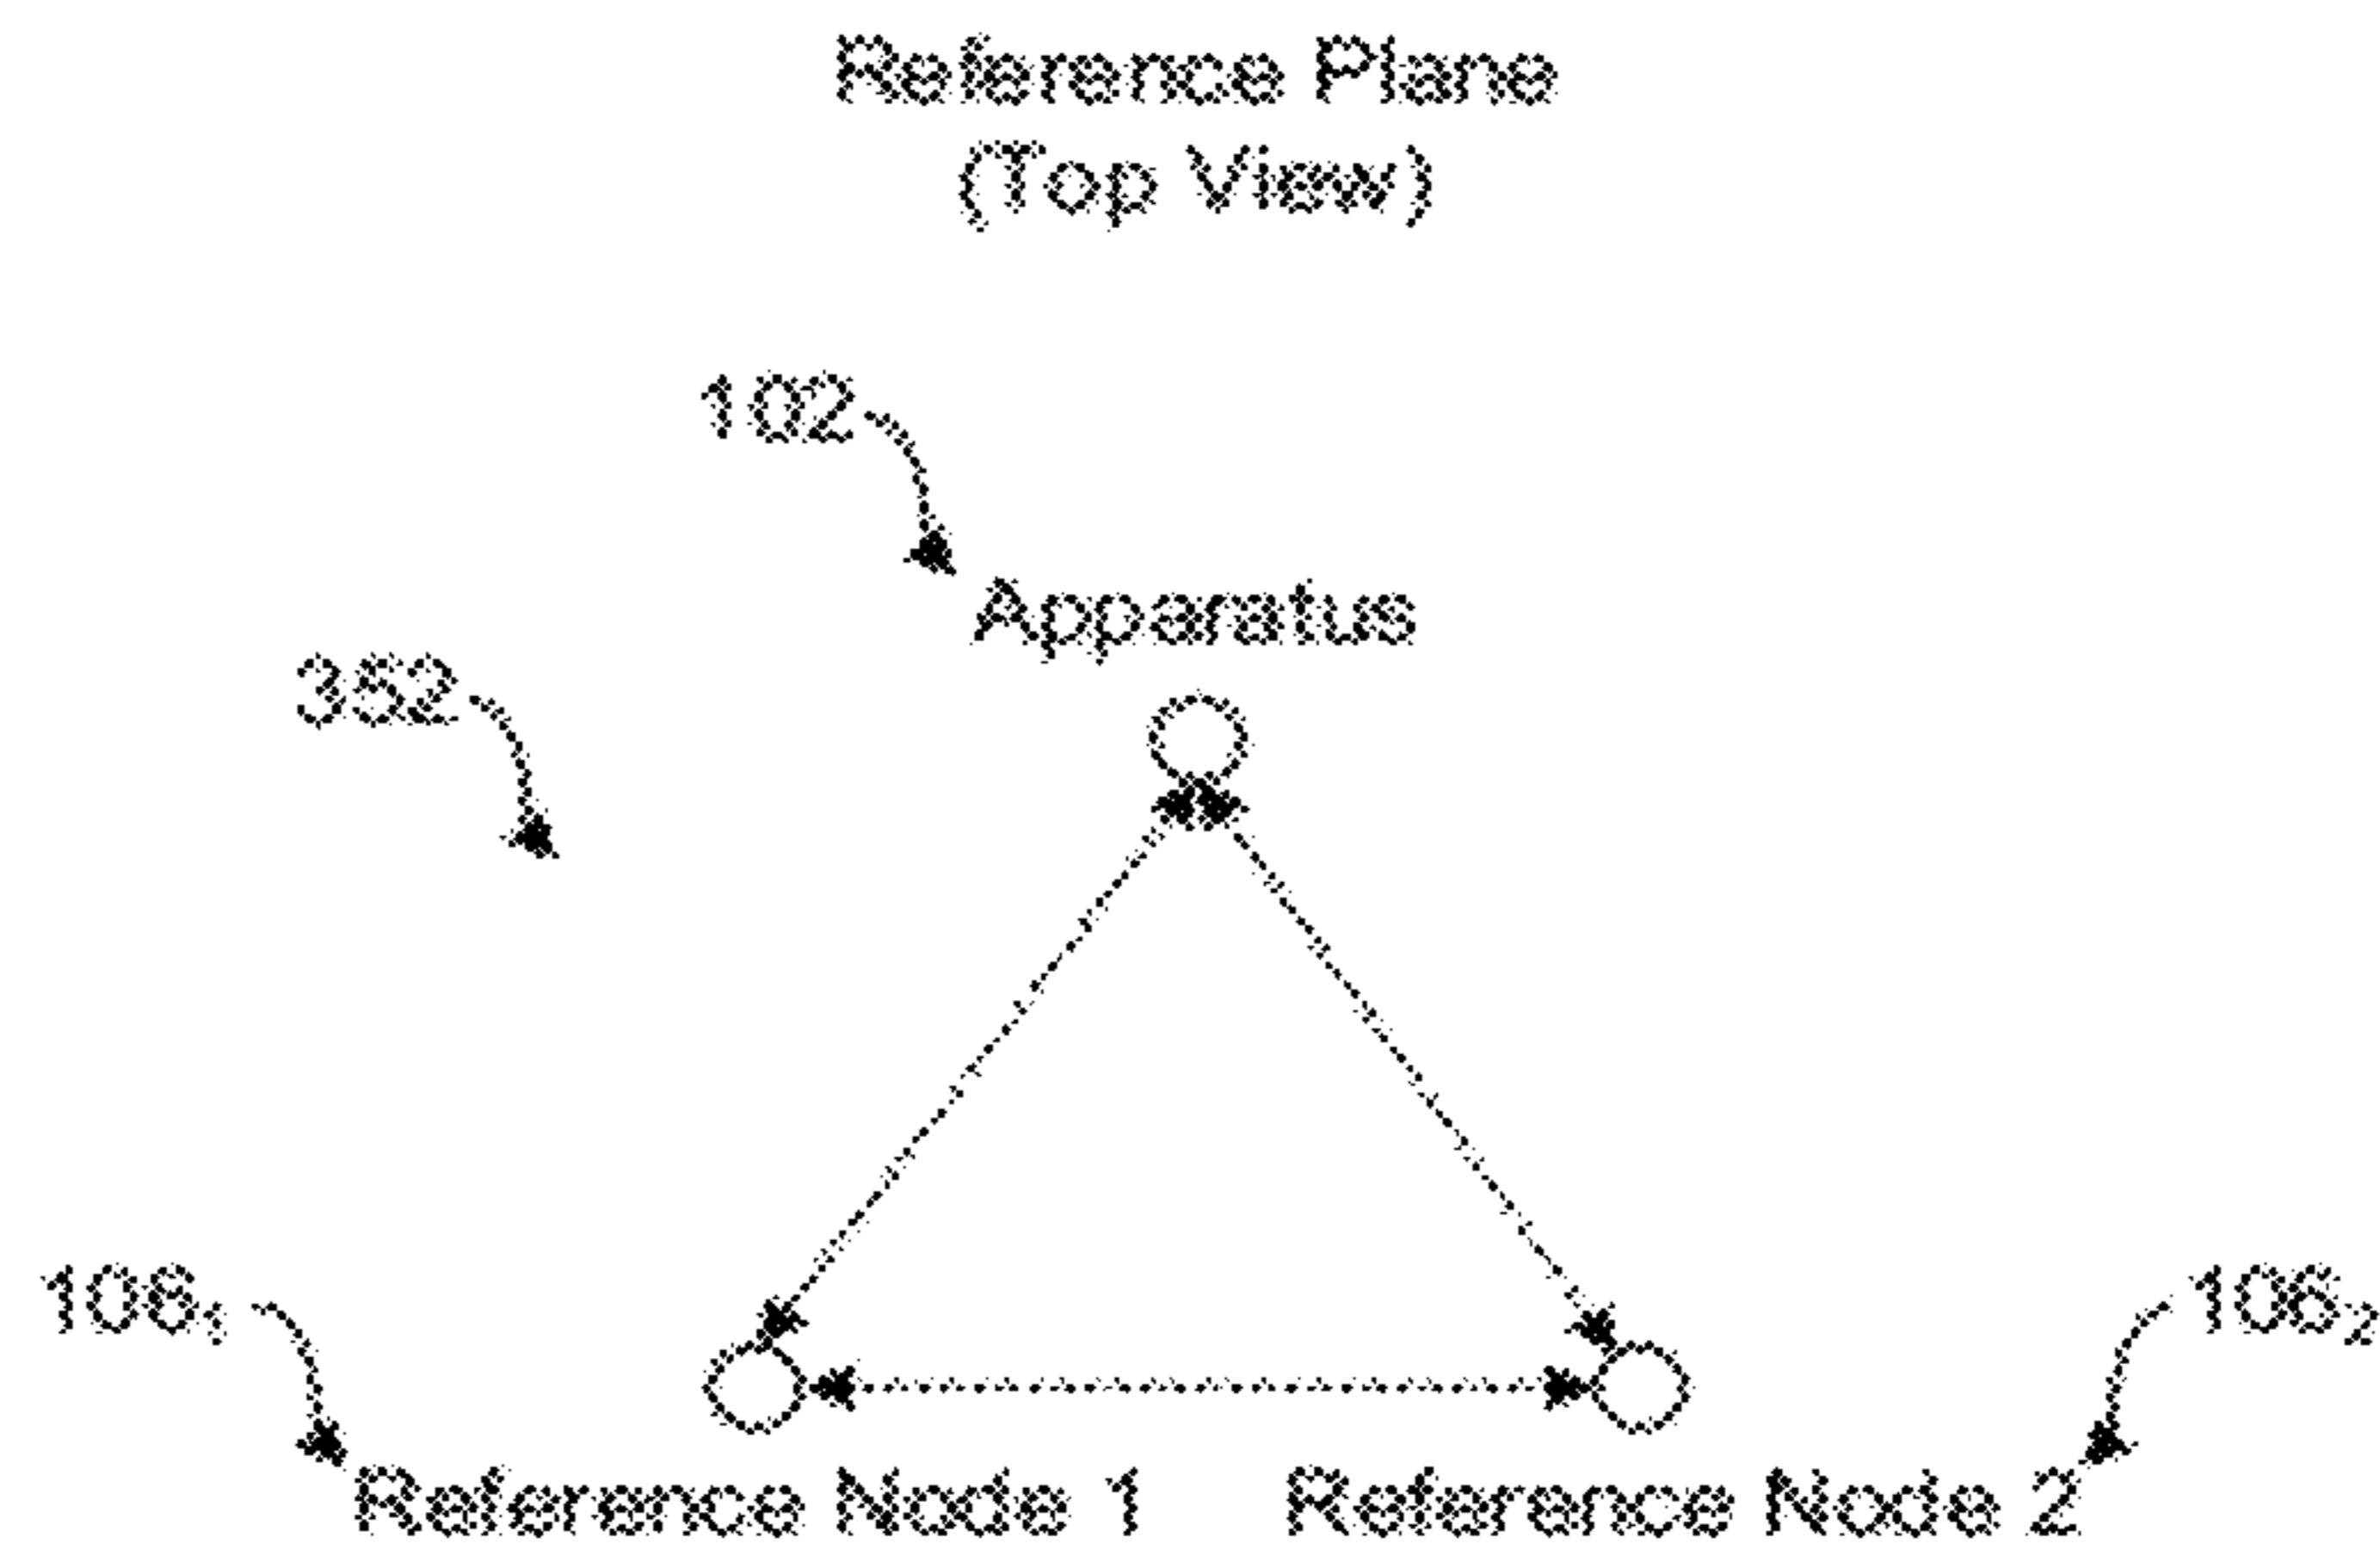 Reference Plane
(Top View)
102
Apparatus
352
106₁
106₂
Reference Node 1
Reference Node 2